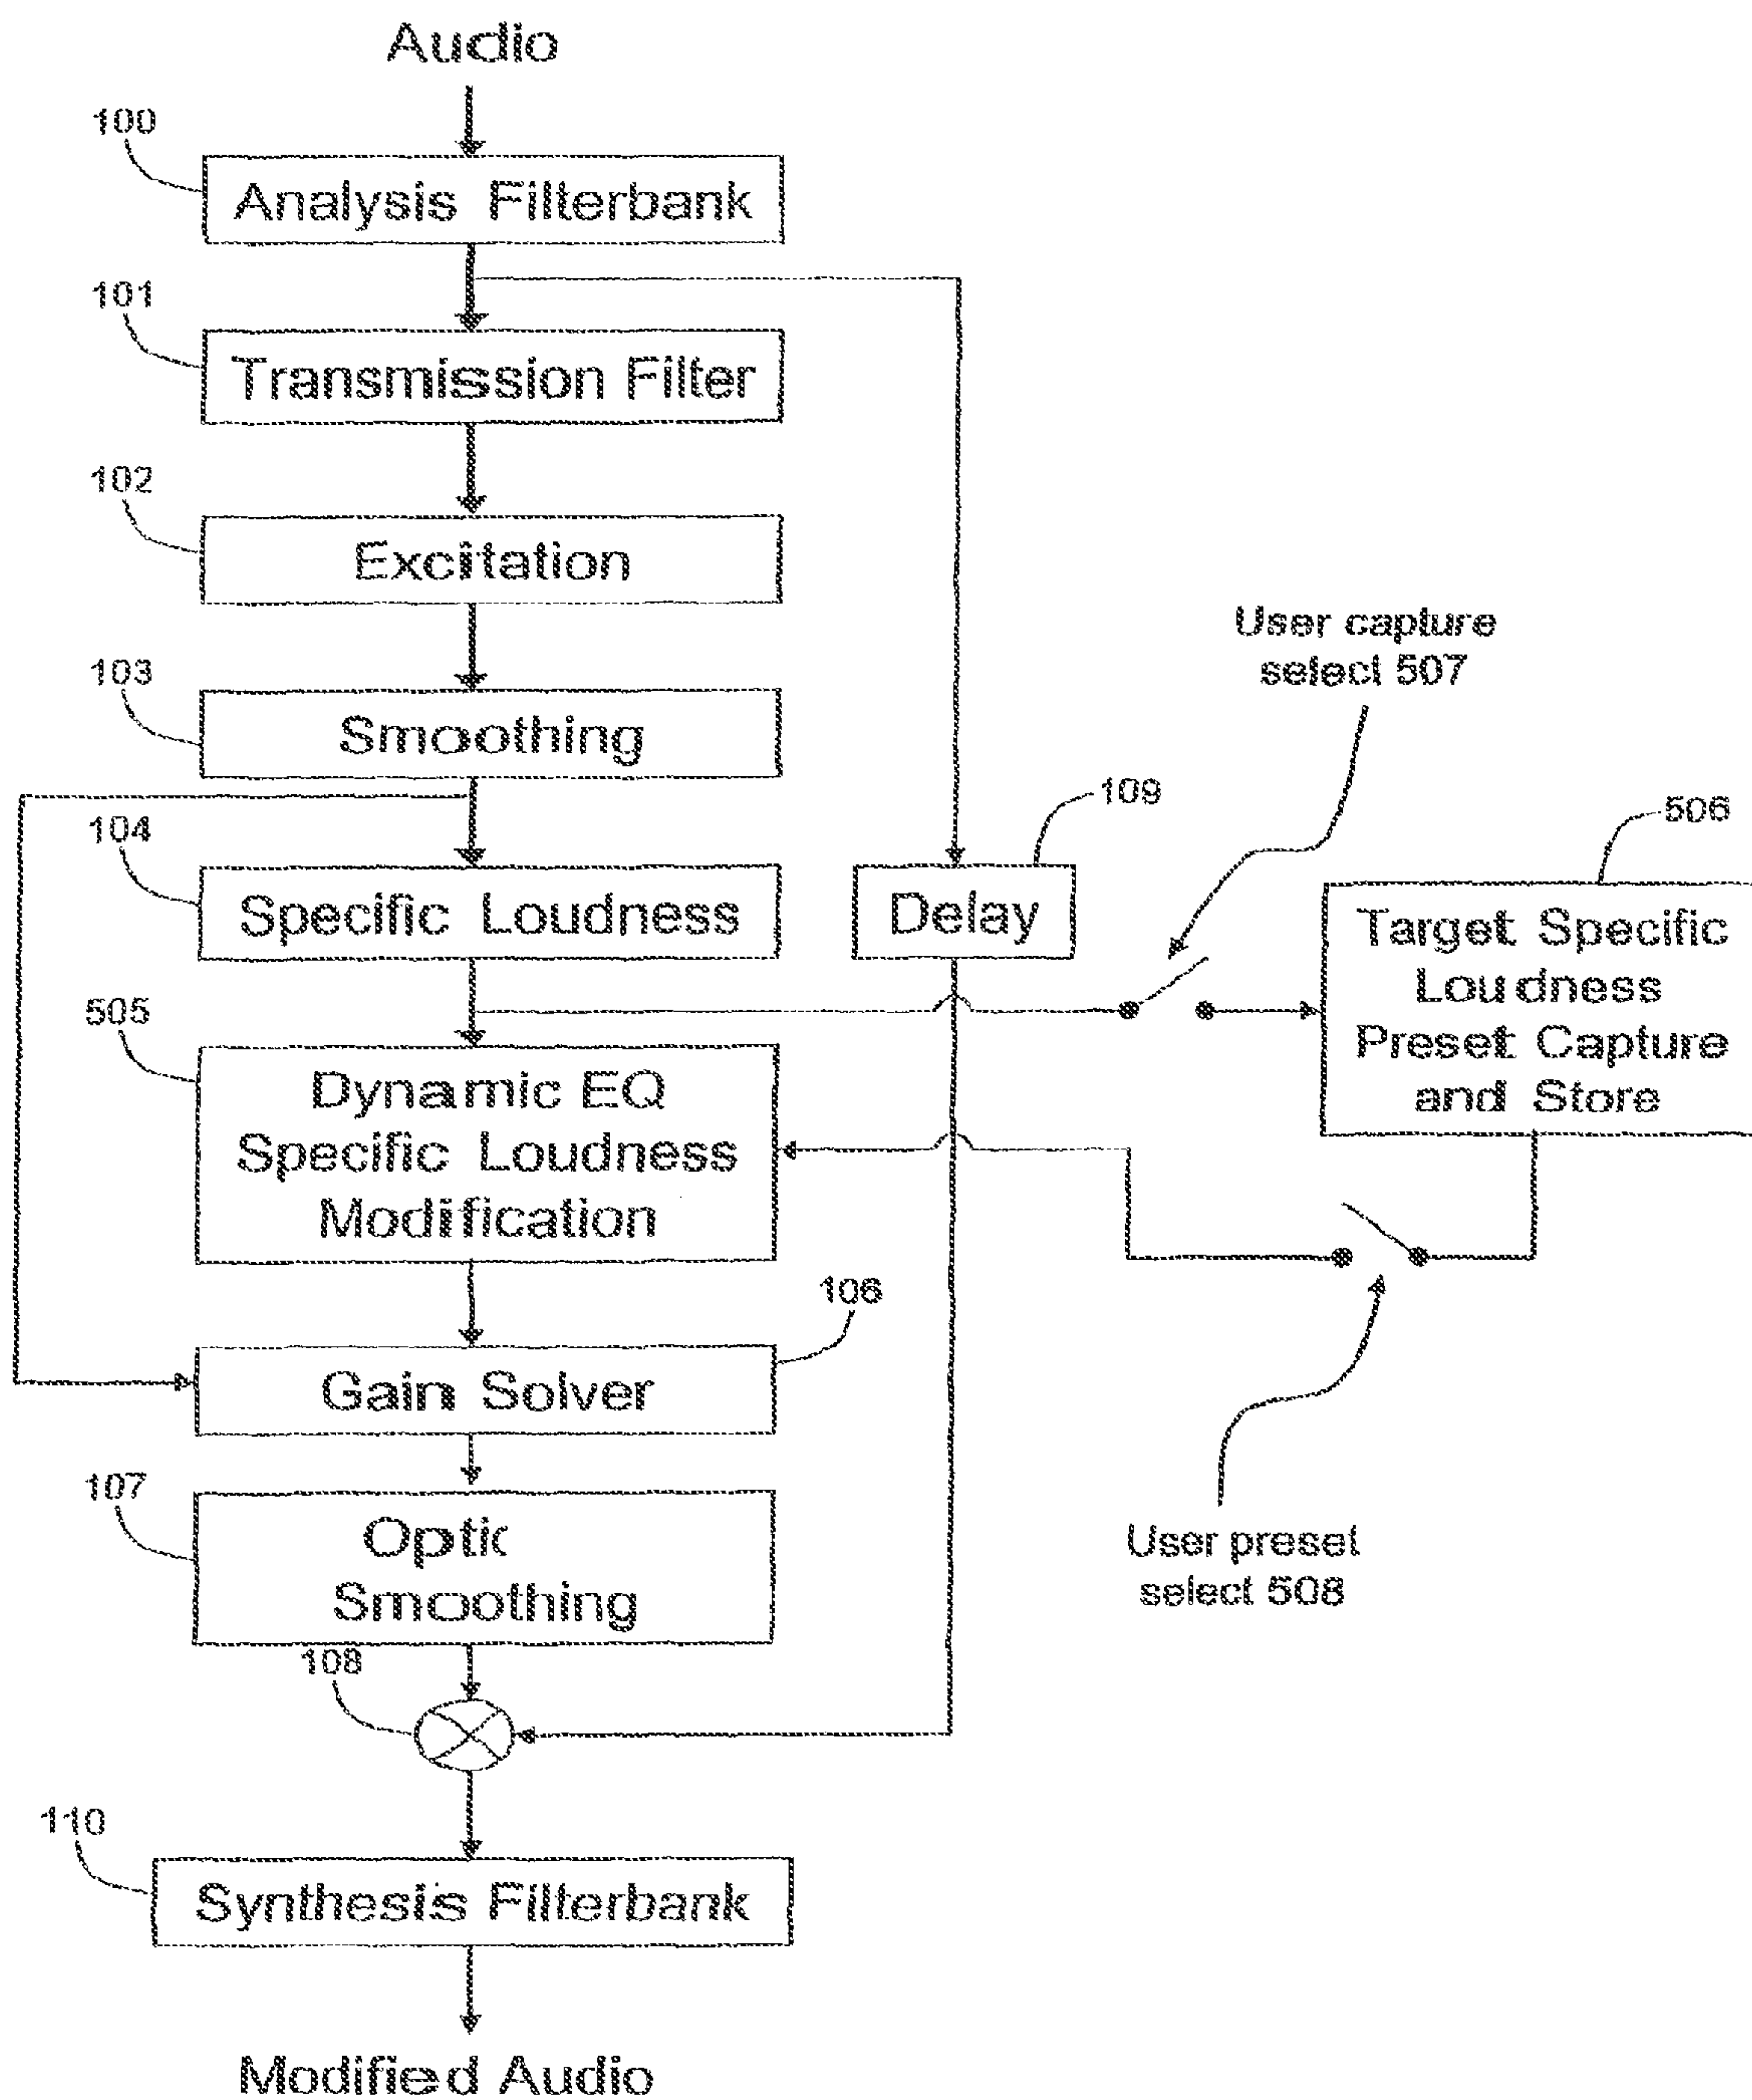 Audio
100
Analysis Filterbank
101
Transmission Filter
102
Excitation
103
Smoothing
104
Specific Loudness
109
Delay
User capture
select 507
506
Target Specific
Loudness
Preset Capture
and Store
505
Dynamic EQ
Specific Loudness
Modification
106
Gain Solver
User preset
select 508
107
Optic
Smoothing
108
110
Synthesis Filterbank
Modified Audio